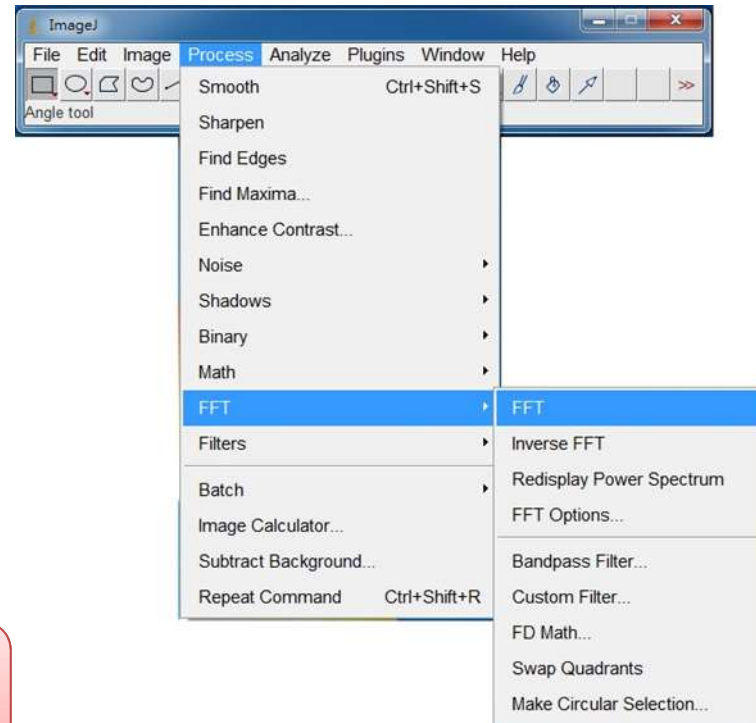 ImageJ
File Edit Image Process Analyze Plugins Window Help
Angle tool
Smooth Ctrl+Shift+S
Sharpen
Find Edges
Find Maxima...
Enhance Contrast...
Noise
Shadows
Binary
Math
FFT
Filters
Batch
Image Calculator...
Subtract Background...
Repeat Command Ctrl+Shift+R
FFT
Inverse FFT
Redisplay Power Spectrum
FFT Options...
Bandpass Filter...
Custom Filter...
FD Math...
Swap Quadrants
Make Circular Selection...